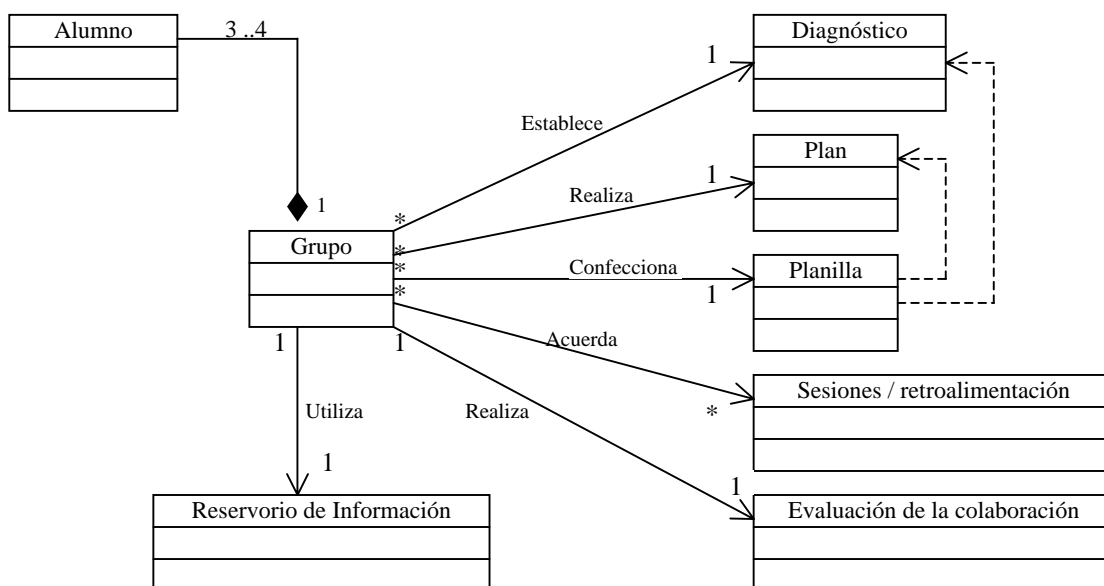 Alumno
3 ..4
Diagnóstico
1
Establece
Plan
1
Realiza
1
*
Grupo
*
*
*
Confecciona
1
Planilla
1
1
Acuerda
*
Sesiones / retroalimentación
Utiliza
Realiza
1
1
Reservorio de Información
Evaluación de la colaboración